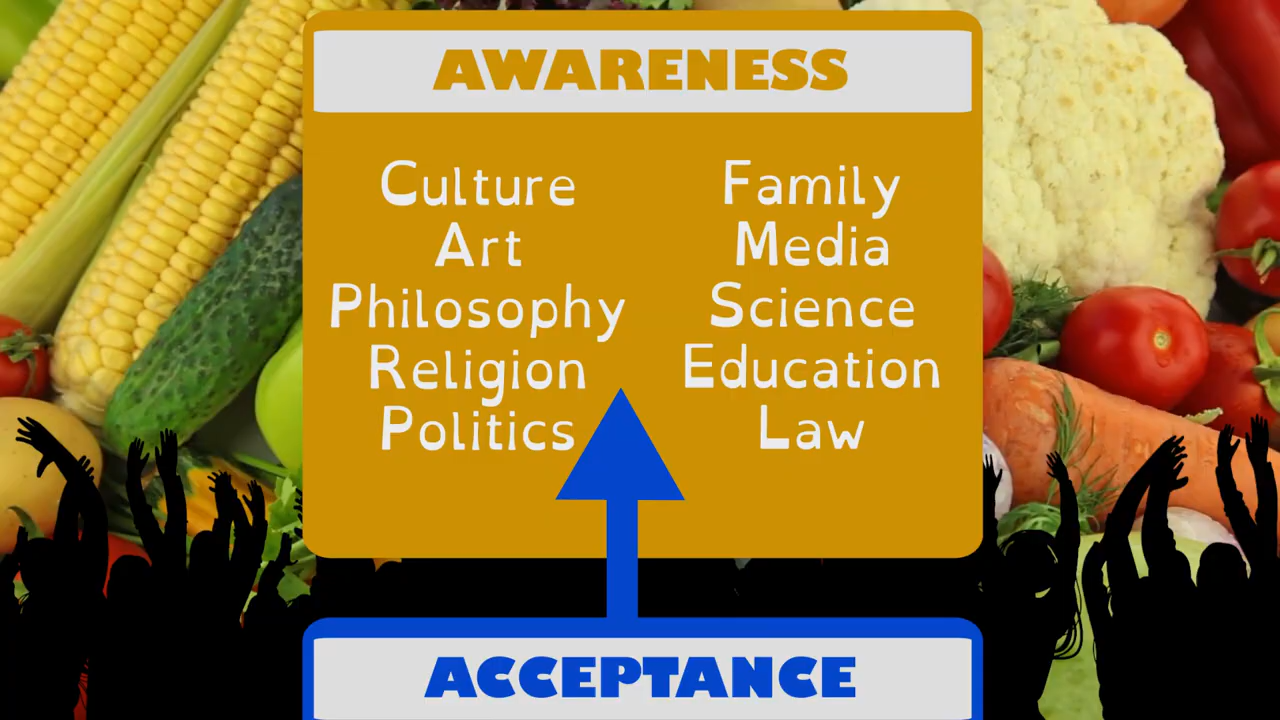 AWARENESS
Culture
Art
Philosophy
Religion
Politics
Family
Media
Science
Education
Law
ACCEPTANCE